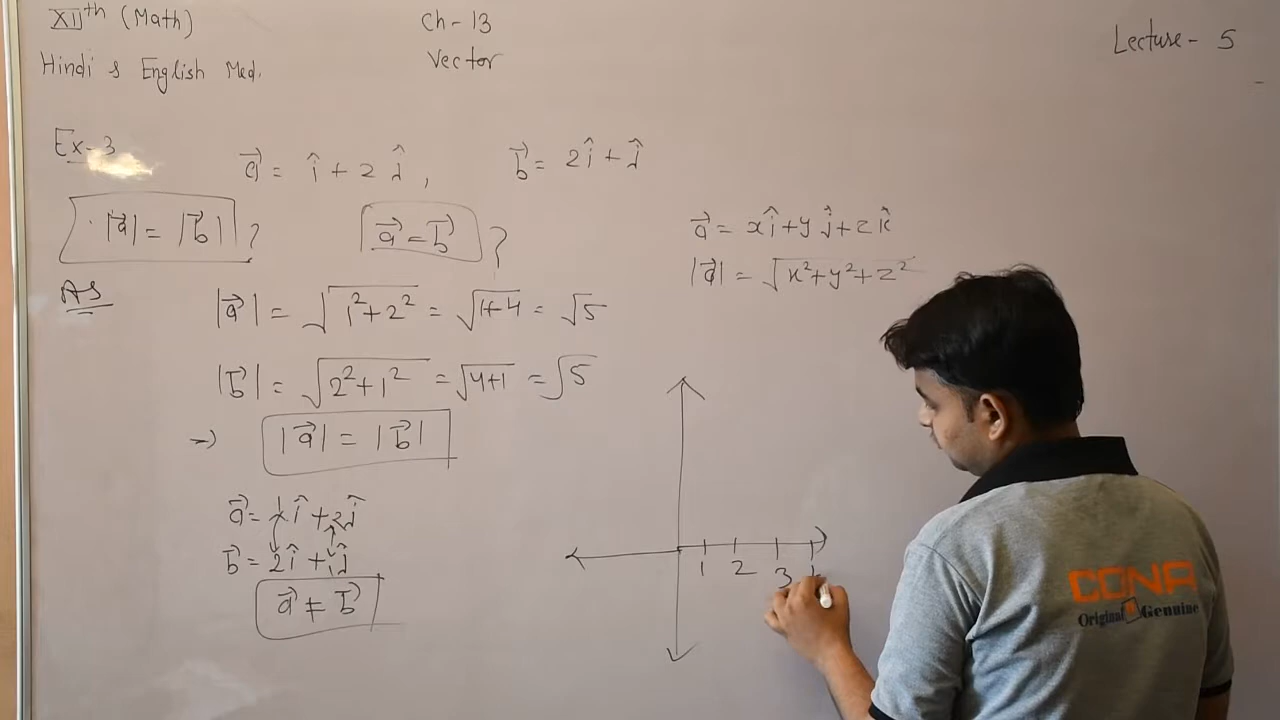 XIIth (Math)
Ch - 13
Lecture - 5
Hindi & English Med.
Vector
Ex-3
a⃗ = î + 2ĵ ,
b⃗ = 2î + ĵ
|a⃗| = |b⃗| ?
a⃗ = b⃗ ?
a⃗ = xî + yĵ + zk̂
|a⃗| = √x²+y²+z²
|a⃗| = √1²+2² = √1+4 = √5
|b⃗| = √2²+1² = √4+1 = √5
→ |a⃗| = |b⃗|
a⃗ = 1î + 2ĵ
b⃗ = 2î + 1ĵ
a⃗ ≠ b⃗
1 2 3
CONA
Original & Genuine